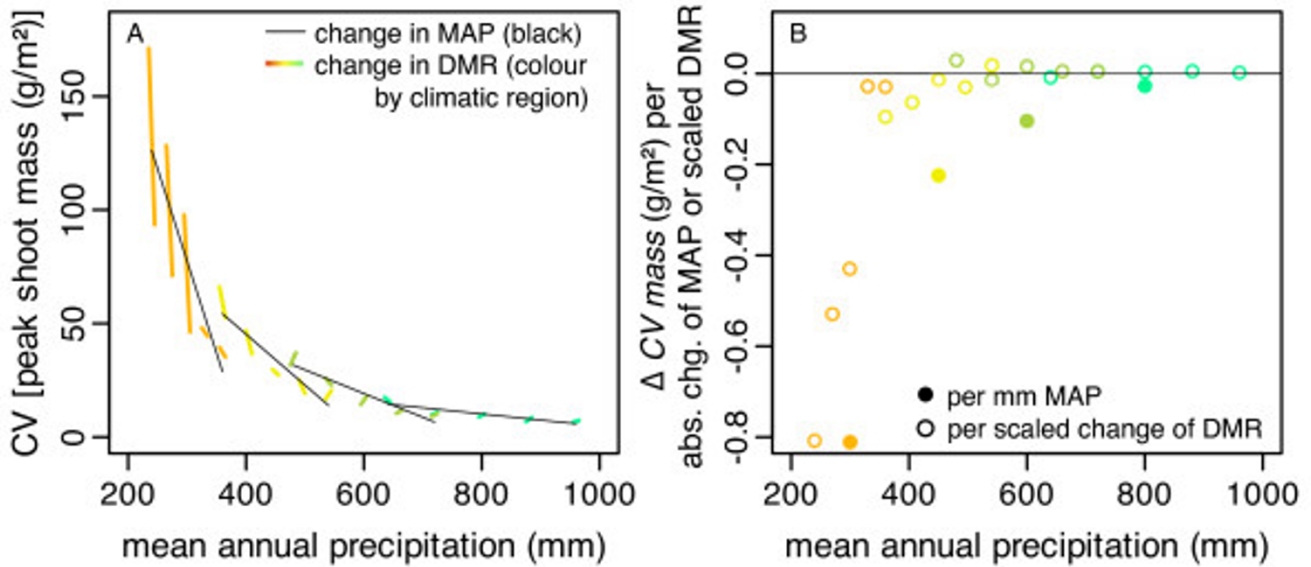 A
change in MAP (black)
change in DMR (colour
by climatic region)
CV [peak shoot mass (g/m²)]
150
100
50
0
200 400 600 800 1000
mean annual precipitation (mm)
B
Δ CV mass (g/m²) per
abs. chg. of MAP or scaled DMR
0.0
-0.2
-0.4
-0.6
-0.8
per mm MAP
per scaled change of DMR
200 400 600 800 1000
mean annual precipitation (mm)